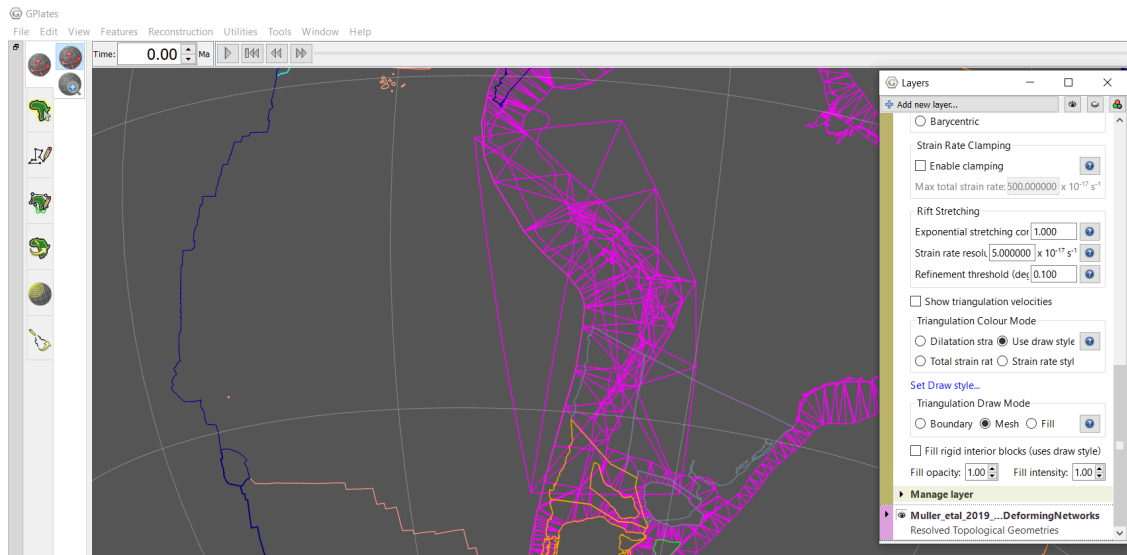 GPlates
File Edit View Features Reconstruction Utilities Tools Window Help
Time: 0.00 Ma
Layers
Add new layer...
Barycentric
Strain Rate Clamping
Enable clamping
Max total strain rate: 500.000000 x 10⁻¹⁷ s⁻¹
Rift Stretching
Exponential stretching cor 1.000
Strain rate resolu 5.000000 x 10⁻¹⁷ s⁻¹
Refinement threshold (deg 0.100
Show triangulation velocities
Triangulation Colour Mode
Dilatation stra Use draw style
Total strain rat Strain rate styl
Set Draw style...
Triangulation Draw Mode
Boundary Mesh Fill
Fill rigid interior blocks (uses draw style)
Fill opacity: 1.00 Fill intensity: 1.00
Manage layer
Muller_etal_2019_...DeformingNetworks
Resolved Topological Geometries